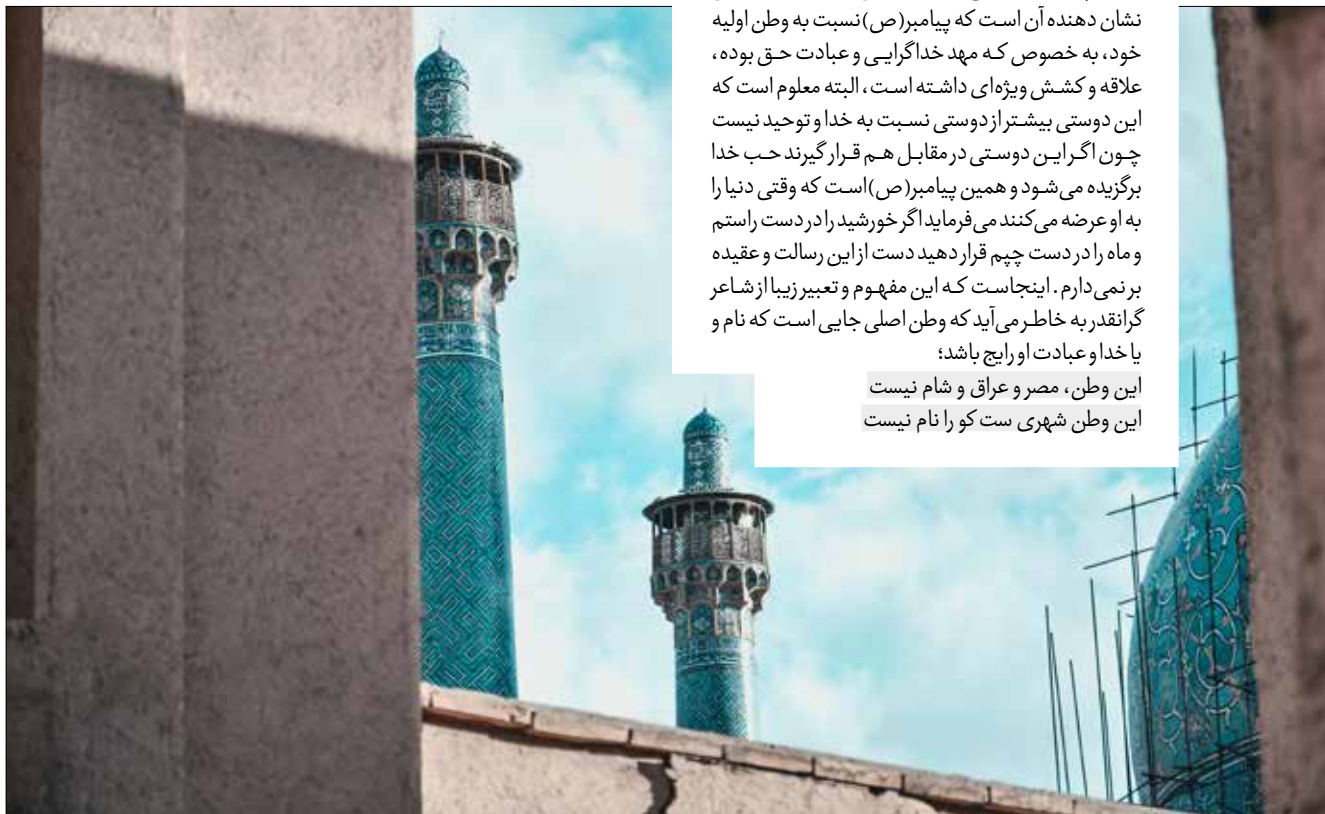 نشان دهنده آن است که پیامبر(ص) نسبت به وطن اولیه
خود، به خصوص که مهد خداگرایی و عبادت حق بوده،
علاقه و کشش ویژه‌ای داشته است، البته معلوم است که
این دوستی بیشتر از دوستی نسبت به خدا و توحید نیست
چون اگر این دوستی در مقابل هم قرار گیرند حب خدا
برگزیده می‌شود و همین پیامبر(ص) است که وقتی دنیا را
به او عرضه می‌کنند می‌فرماید اگر خورشید را در دست راستم
و ماه را در دست چپم قرار دهید دست از این رسالت و عقیده
بر نمی‌دارم. اینجاست که این مفهوم و تعبیر زیبا از شاعر
گرانقدر به خاطر می‌آید که وطن اصلی جایی است که نام و
یا خدا و عبادت او رایج باشد؛
این وطن، مصر و عراق و شام نیست
این وطن شهری ست کو را نام نیست